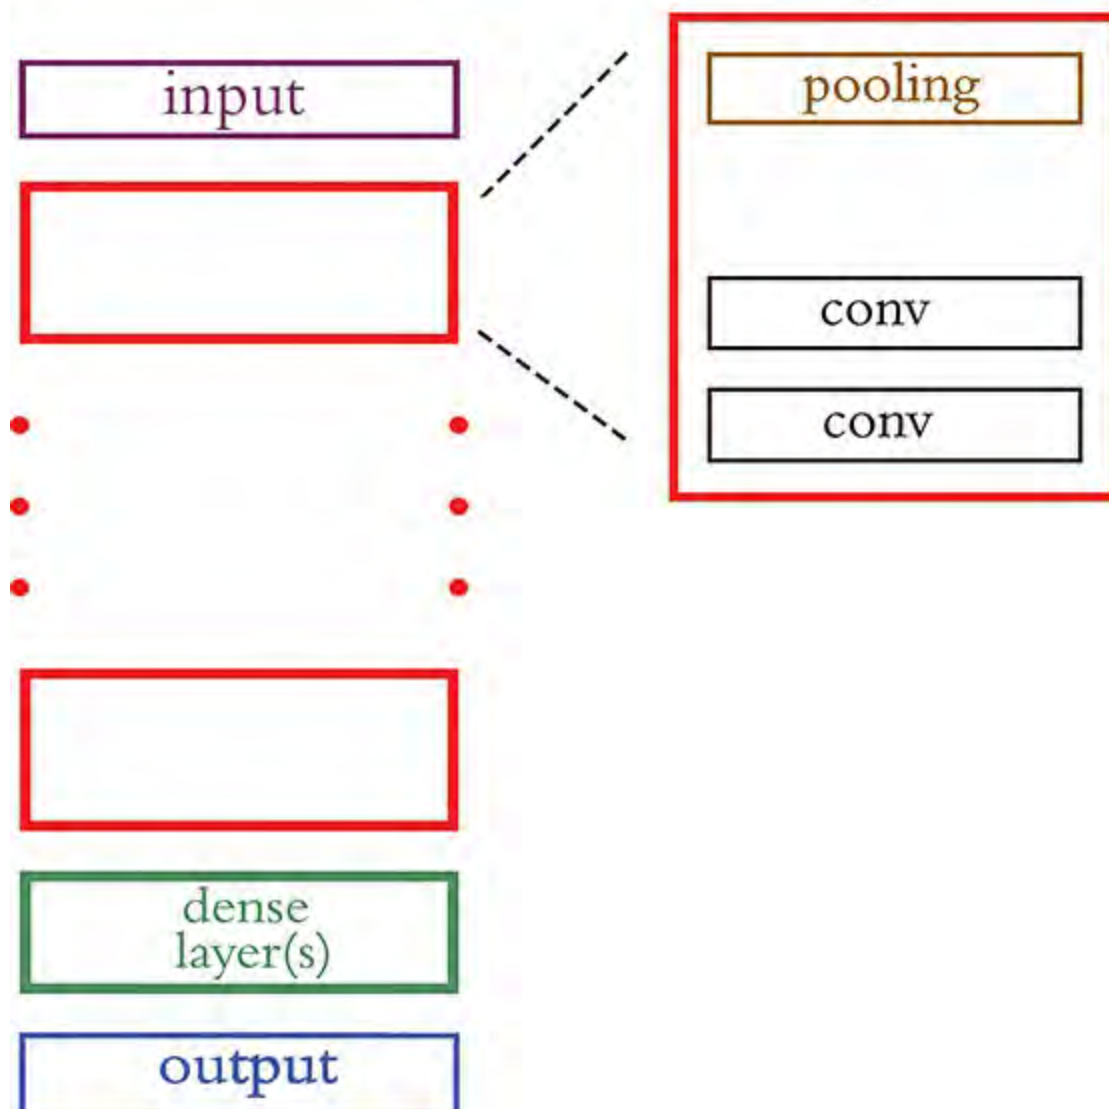 input
pooling
conv
conv
dense
layer(s)
output